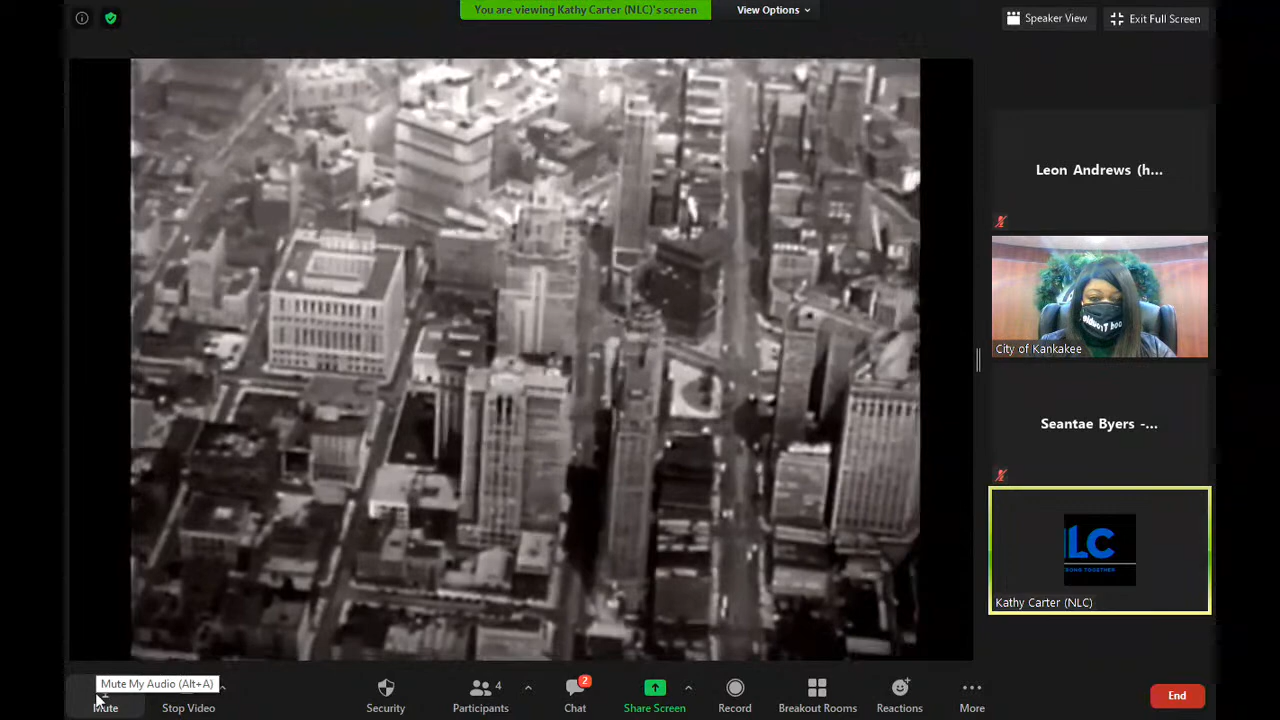 You are viewing Kathy Carter (NLC)'s screen
View Options
Speaker View
Exit Full Screen
Leon Andrews (h...
City of Kankakee
Seantae Byers -...
NLC
Kathy Carter (NLC)
Mute My Audio (Alt+A)
Mute
Stop Video
Security
Participants
4
Chat
2
Share Screen
Record
Breakout Rooms
Reactions
More
End